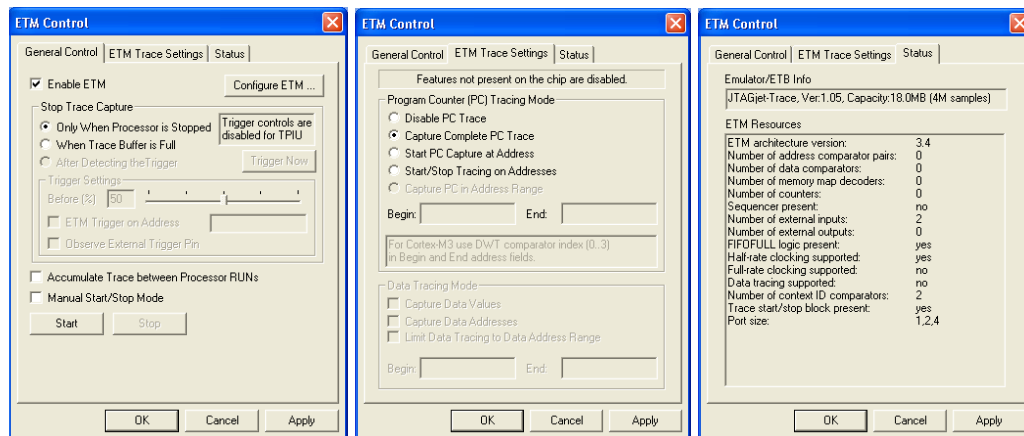 ETM Control
General Control ETM Trace Settings Status
Enable ETM Configure ETM ...
Stop Trace Capture
Only When Processor is Stopped
Trigger controls are
disabled for TPIU
When Trace Buffer is Full
After Detecting theTrigger Trigger Now
Trigger Settings
Before (%) 50
ETM Trigger on Address
Observe External Trigger Pin
Accumulate Trace between Processor RUNs
Manual Start/Stop Mode
Start Stop
OK Cancel Apply
ETM Control
General Control ETM Trace Settings Status
Features not present on the chip are disabled.
Program Counter (PC) Tracing Mode
Disable PC Trace
Capture Complete PC Trace
Start PC Capture at Address
Start/Stop Tracing on Addresses
Capture PC in Address Range
Begin: End:
For Cortex-M3 use DWT comparator index (0..3)
in Begin and End address fields.
Data Tracing Mode
Capture Data Values
Capture Data Addresses
Limit Data Tracing to Data Address Range
Begin: End:
OK Cancel Apply
ETM Control
General Control ETM Trace Settings Status
Emulator/ETB Info
JTAGjet-Trace, Ver:1.05, Capacity:18.0MB (4M samples)
ETM Resources
ETM architecture version: 3.4
Number of address comparator pairs: 0
Number of data comparators: 0
Number of memory map decoders: 0
Number of counters: 0
Sequencer present: no
Number of external inputs: 2
Number of external outputs: 0
FIFOFULL logic present: yes
Half-rate clocking supported: yes
Full-rate clocking supported: no
Data tracing supported: no
Number of context ID comparators: 2
Trace start/stop block present: yes
Port size: 1,2,4
OK Cancel Apply